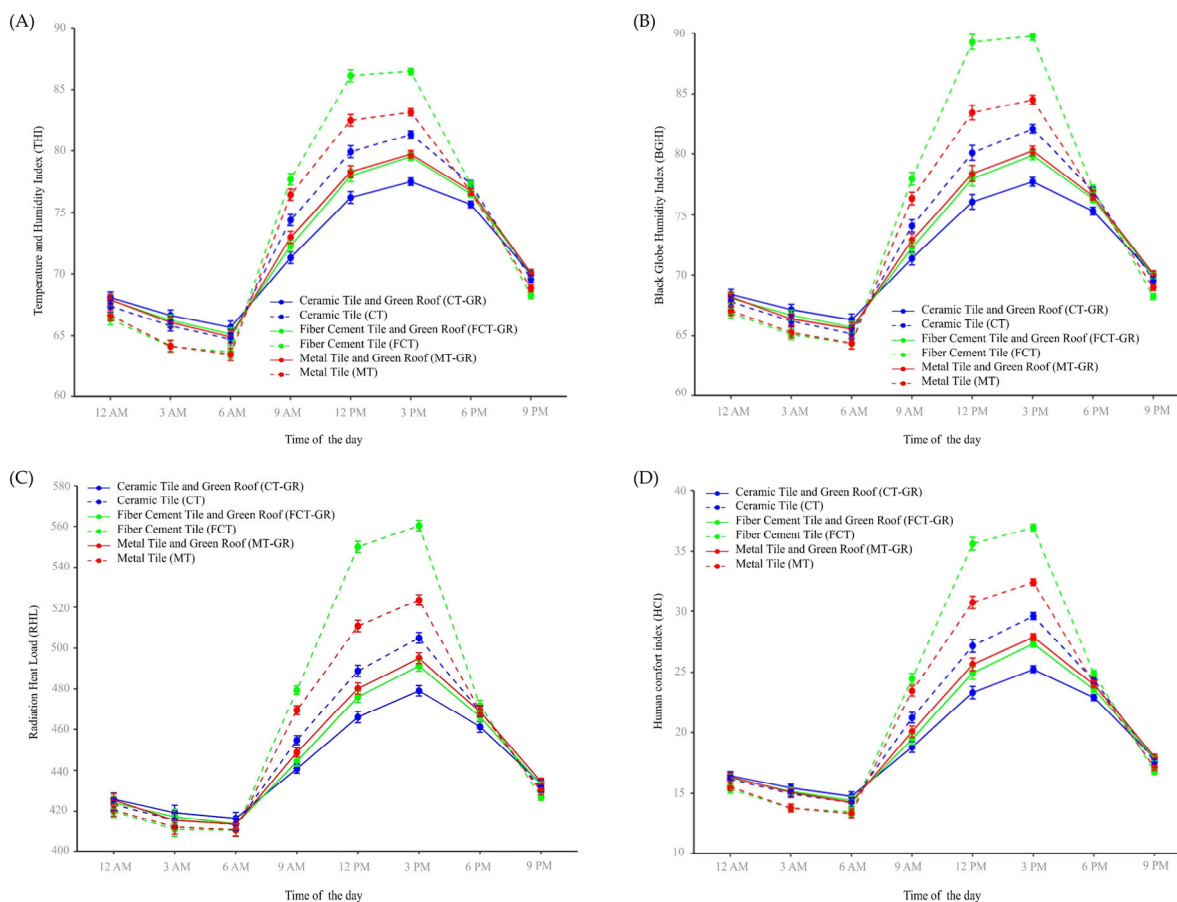 (A)
90
85
80
75
70
65
60
Temperature and Humidity Index (THI)
Ceramic Tile and Green Roof (CT-GR)
Ceramic Tile (CT)
Fiber Cement Tile and Green Roof (FCT-GR)
Fiber Cement Tile (FCT)
Metal Tile and Green Roof (MT-GR)
Metal Tile (MT)
12 AM 3 AM 6 AM 9 AM 12 PM 3 PM 6 PM 9 PM
Time of the day
(B)
90
85
80
75
70
65
60
Black Globe Humidity Index (BGHI)
Ceramic Tile and Green Roof (CT-GR)
Ceramic Tile (CT)
Fiber Cement Tile and Green Roof (FCT-GR)
Fiber Cement Tile (FCT)
Metal Tile and Green Roof (MT-GR)
Metal Tile (MT)
12 AM 3 AM 6 AM 9 AM 12 PM 3 PM 6 PM 9 PM
Time of the day
(C)
580
560
540
520
500
480
460
440
420
400
Radiation Heat Load (RHL)
Ceramic Tile and Green Roof (CT-GR)
Ceramic Tile (CT)
Fiber Cement Tile and Green Roof (FCT-GR)
Fiber Cement Tile (FCT)
Metal Tile and Green Roof (MT-GR)
Metal Tile (MT)
12 AM 3 AM 6 AM 9 AM 12 PM 3 PM 6 PM 9 PM
Time of the day
(D)
40
35
30
25
20
15
10
Human comfort index (HCI)
Ceramic Tile and Green Roof (CT-GR)
Ceramic Tile (CT)
Fiber Cement Tile and Green Roof (FCT-GR)
Fiber Cement Tile (FCT)
Metal Tile and Green Roof (MT-GR)
Metal Tile (MT)
12 AM 3 AM 6 AM 9 AM 12 PM 3 PM 6 PM 9 PM
Time of the day